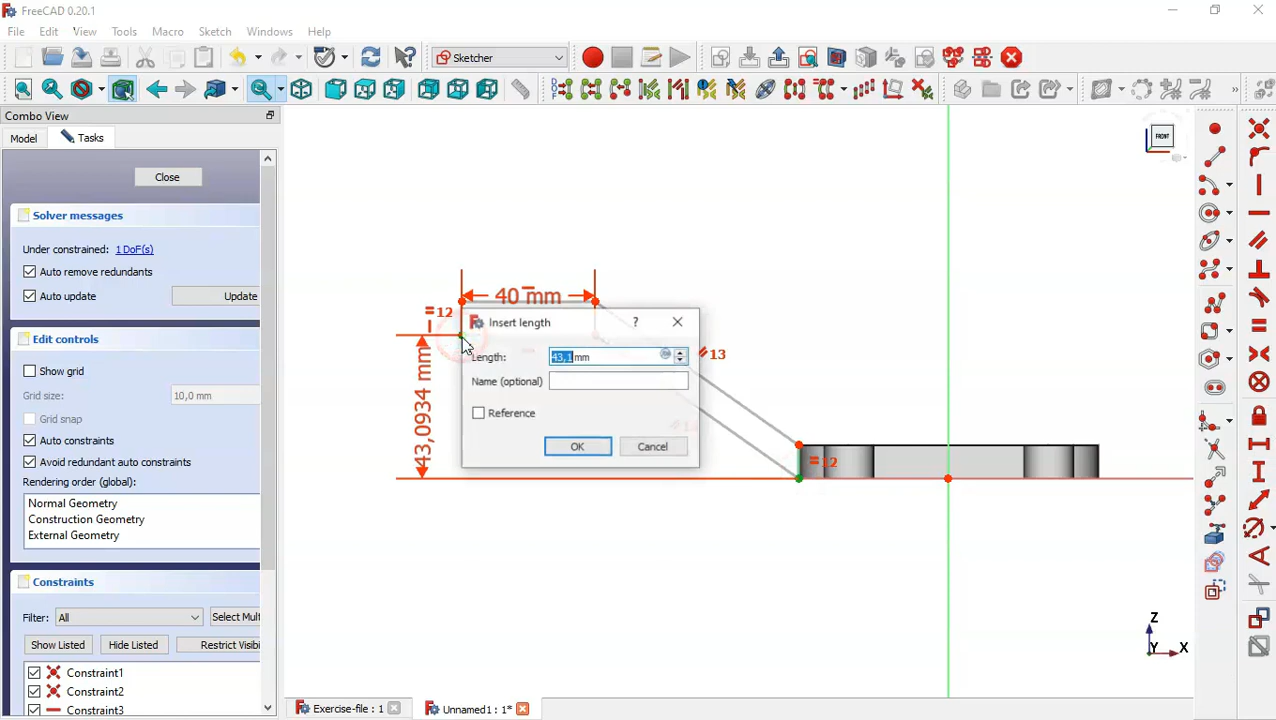 FreeCAD 0.20.1
File Edit View Tools Macro Sketch Windows Help
Sketcher
Combo View
Model Tasks
Close
Solver messages
Under constrained: 1 DoF(s)
Auto remove redundants
Auto update Update
Edit controls
Show grid
Grid size: 10,0 mm
Grid snap
Auto constraints
Avoid redundant auto constraints
Rendering order (global):
Normal Geometry
Construction Geometry
External Geometry
Constraints
Filter: All Select Mult
Show Listed Hide Listed Restrict Visibi
Constraint1
Constraint2
Constraint3
FRONT
40 mm
12
43,0934 mm
13
12
Insert length ?
Length: 43,1 mm
Name (optional)
Reference
OK Cancel
Z
Y X
Exercise-file : 1 Unnamed1 : 1*